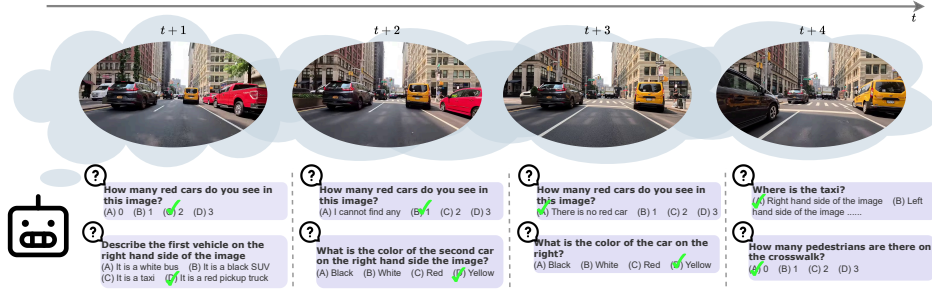 t
t + 1
t + 2
t + 3
t + 4
?
How many red cars do you see in
this image?
(A) 0 (B) 1 (C) 2 (D) 3
?
Describe the first vehicle on the
right hand side of the image
(A) It is a white bus (B) It is a black SUV
(C) It is a taxi (D) It is a red pickup truck
?
How many red cars do you see in
this image?
(A) I cannot find any (B) 1 (C) 2 (D) 3
?
What is the color of the second car
on the right hand side the image?
(A) Black (B) White (C) Red (D) Yellow
?
How many red cars do you see in
this image?
(A) There is no red car (B) 1 (C) 2 (D) 3
?
What is the color of the car on the
right?
(A) Black (B) White (C) Red (D) Yellow
?
Where is the taxi?
(A) Right hand side of the image (B) Left
hand side of the image ......
?
How many pedestrians are there on
the crosswalk?
(A) 0 (B) 1 (C) 2 (D) 3